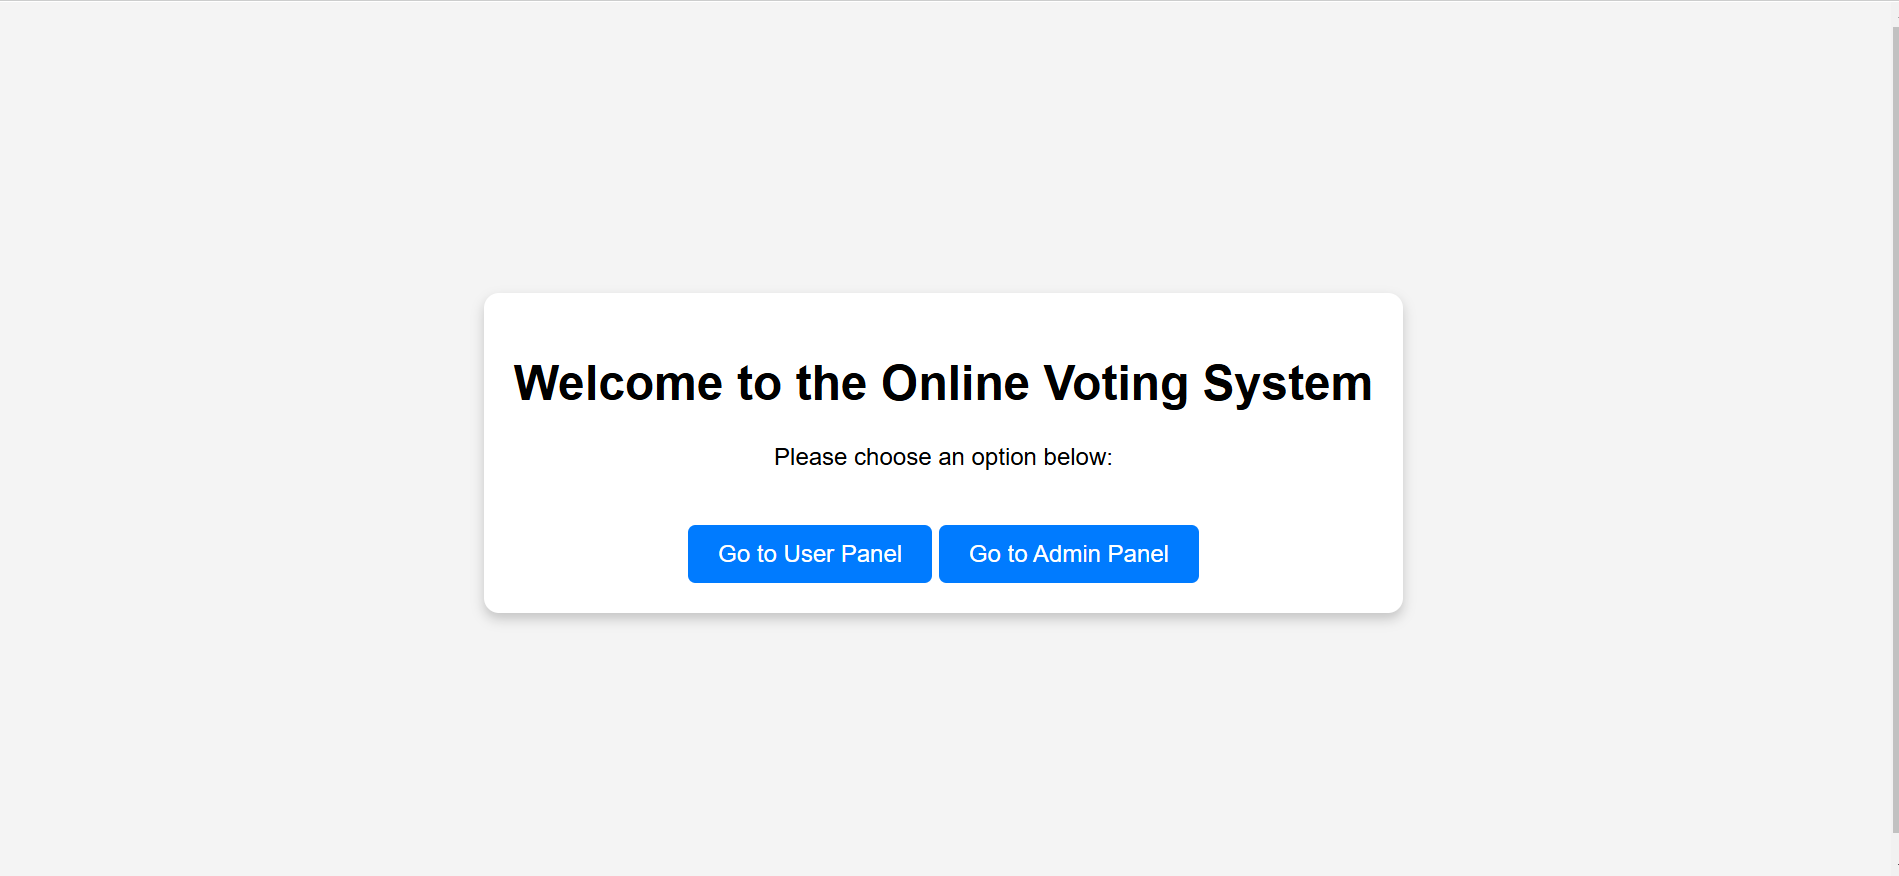 Welcome to the Online Voting System
Please choose an option below:
Go to User Panel Go to Admin Panel